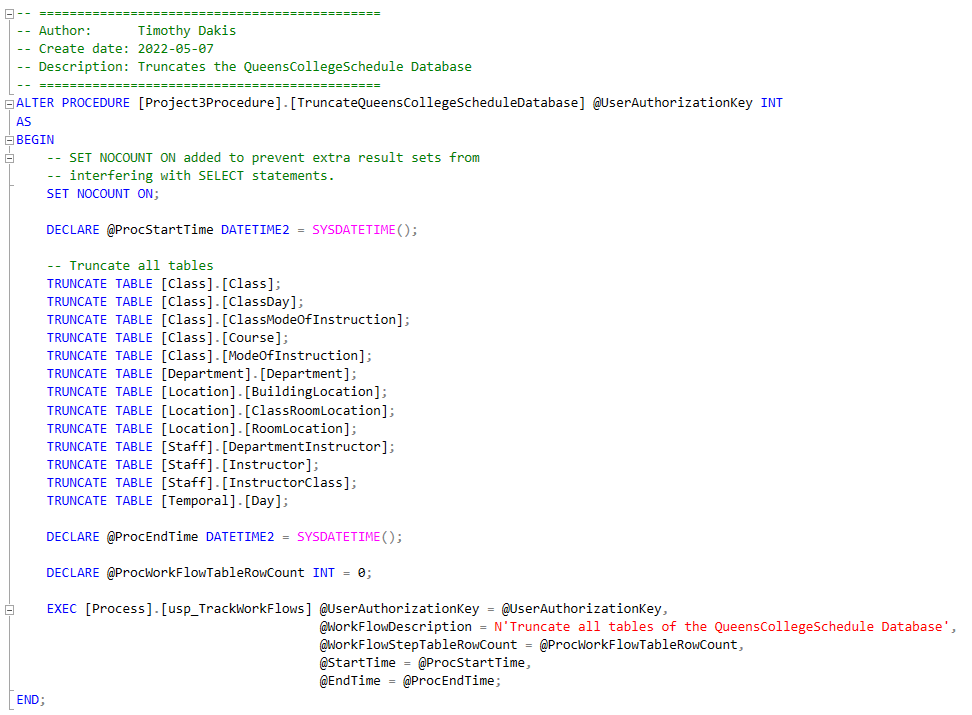 -- =============================================
-- Author:      Timothy Dakis
-- Create date: 2022-05-07
-- Description: Truncates the QueensCollegeSchedule Database
-- =============================================
ALTER PROCEDURE [Project3Procedure].[TruncateQueensCollegeScheduleDatabase] @UserAuthorizationKey INT
AS
BEGIN
    -- SET NOCOUNT ON added to prevent extra result sets from
    -- interfering with SELECT statements.
    SET NOCOUNT ON;

    DECLARE @ProcStartTime DATETIME2 = SYSDATETIME();

    -- Truncate all tables
    TRUNCATE TABLE [Class].[Class];
    TRUNCATE TABLE [Class].[ClassDay];
    TRUNCATE TABLE [Class].[ClassModeOfInstruction];
    TRUNCATE TABLE [Class].[Course];
    TRUNCATE TABLE [Class].[ModeOfInstruction];
    TRUNCATE TABLE [Department].[Department];
    TRUNCATE TABLE [Location].[BuildingLocation];
    TRUNCATE TABLE [Location].[ClassRoomLocation];
    TRUNCATE TABLE [Location].[RoomLocation];
    TRUNCATE TABLE [Staff].[DepartmentInstructor];
    TRUNCATE TABLE [Staff].[Instructor];
    TRUNCATE TABLE [Staff].[InstructorClass];
    TRUNCATE TABLE [Temporal].[Day];

    DECLARE @ProcEndTime DATETIME2 = SYSDATETIME();

    DECLARE @ProcWorkFlowTableRowCount INT = 0;

    EXEC [Process].[usp_TrackWorkFlows] @UserAuthorizationKey = @UserAuthorizationKey,
                                        @WorkFlowDescription = N'Truncate all tables of the QueensCollegeSchedule Database',
                                        @WorkFlowStepTableRowCount = @ProcWorkFlowTableRowCount,
                                        @StartTime = @ProcStartTime,
                                        @EndTime = @ProcEndTime;
END;